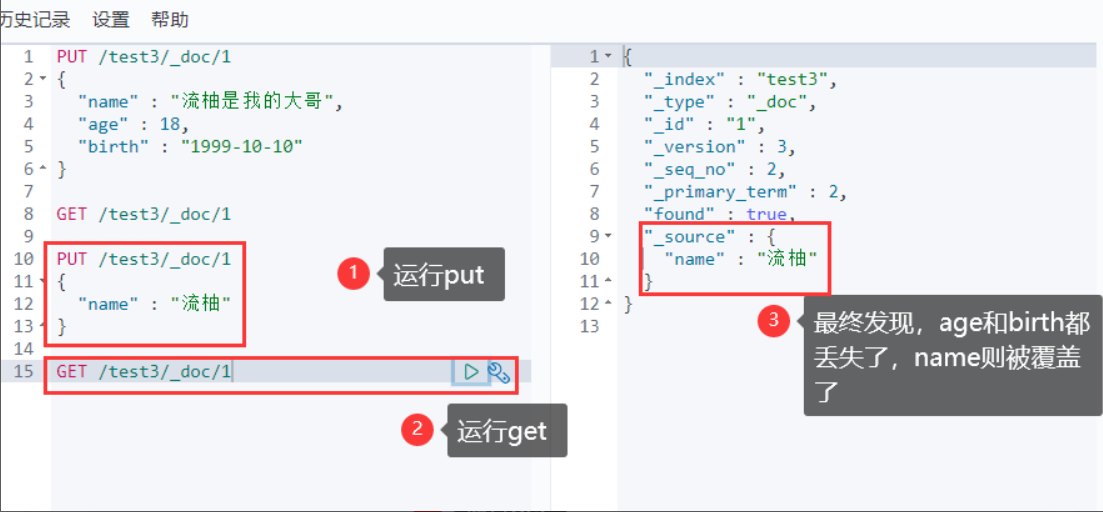 历史记录 设置 帮助
1 PUT /test3/_doc/1
2 {
3 "name" : "流柚是我的大哥",
4 "age" : 18,
5 "birth" : "1999-10-10"
6 }
7
8 GET /test3/_doc/1
9
10 PUT /test3/_doc/1
11 {
12 "name" : "流柚"
13 }
14
15 GET /test3/_doc/1
1 运行put
2 运行get
1 {
2 "_index" : "test3",
3 "_type" : "_doc",
4 "_id" : "1",
5 "_version" : 3,
6 "_seq_no" : 2,
7 "_primary_term" : 2,
8 "found" : true,
9 "_source" : {
10 "name" : "流柚"
11 }
12 }
13
3 最终发现，age和birth都
丢失了，name则被覆盖
了